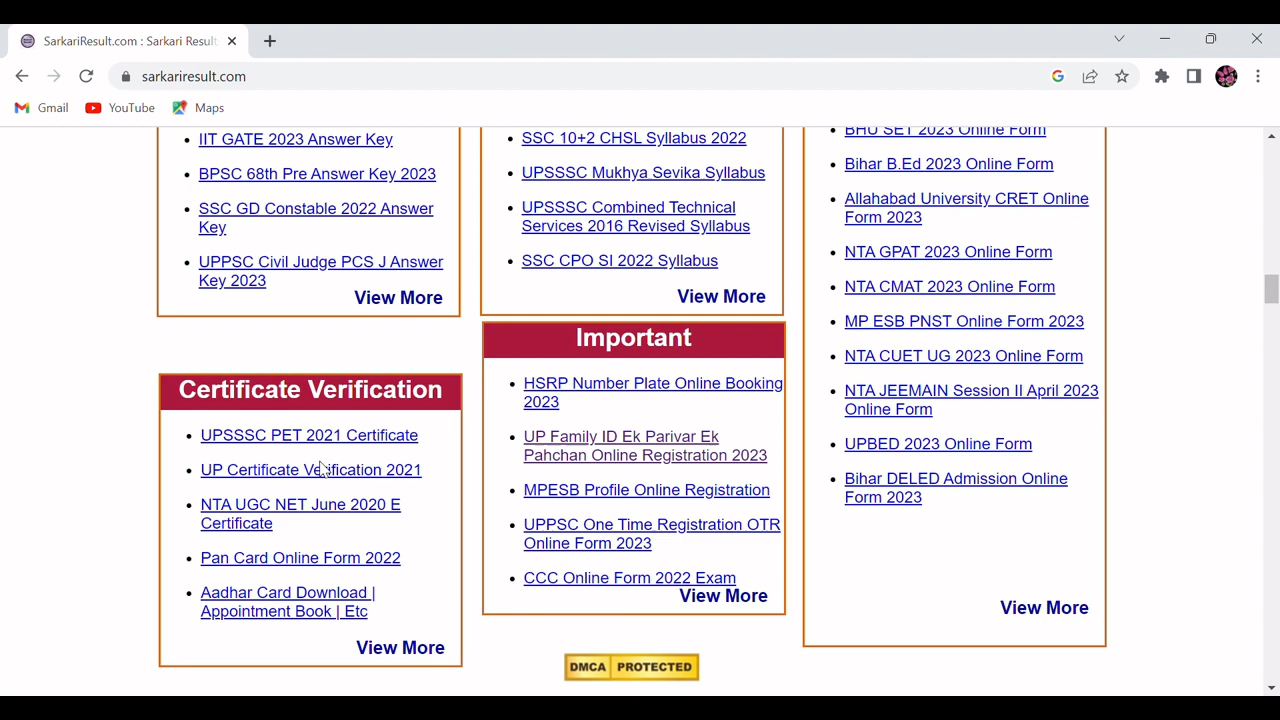 SarkariResult.com : Sarkari Result
sarkariresult.com
Gmail
YouTube
Maps
IIT GATE 2023 Answer Key
BPSC 68th Pre Answer Key 2023
SSC GD Constable 2022 Answer
Key
UPPSC Civil Judge PCS J Answer
Key 2023
View More
Certificate Verification
UPSSSC PET 2021 Certificate
UP Certificate Verification 2021
NTA UGC NET June 2020 E
Certificate
Pan Card Online Form 2022
Aadhar Card Download |
Appointment Book | Etc
View More
SSC 10+2 CHSL Syllabus 2022
UPSSSC Mukhya Sevika Syllabus
UPSSSC Combined Technical
Services 2016 Revised Syllabus
SSC CPO SI 2022 Syllabus
View More
Important
HSRP Number Plate Online Booking
2023
UP Family ID Ek Parivar Ek
Pahchan Online Registration 2023
MPESB Profile Online Registration
UPPSC One Time Registration OTR
Online Form 2023
CCC Online Form 2022 Exam
View More
BHU SET 2023 Online Form
Bihar B.Ed 2023 Online Form
Allahabad University CRET Online
Form 2023
NTA GPAT 2023 Online Form
NTA CMAT 2023 Online Form
MP ESB PNST Online Form 2023
NTA CUET UG 2023 Online Form
NTA JEEMAIN Session II April 2023
Online Form
UPBED 2023 Online Form
Bihar DELED Admission Online
Form 2023
View More
DMCA PROTECTED